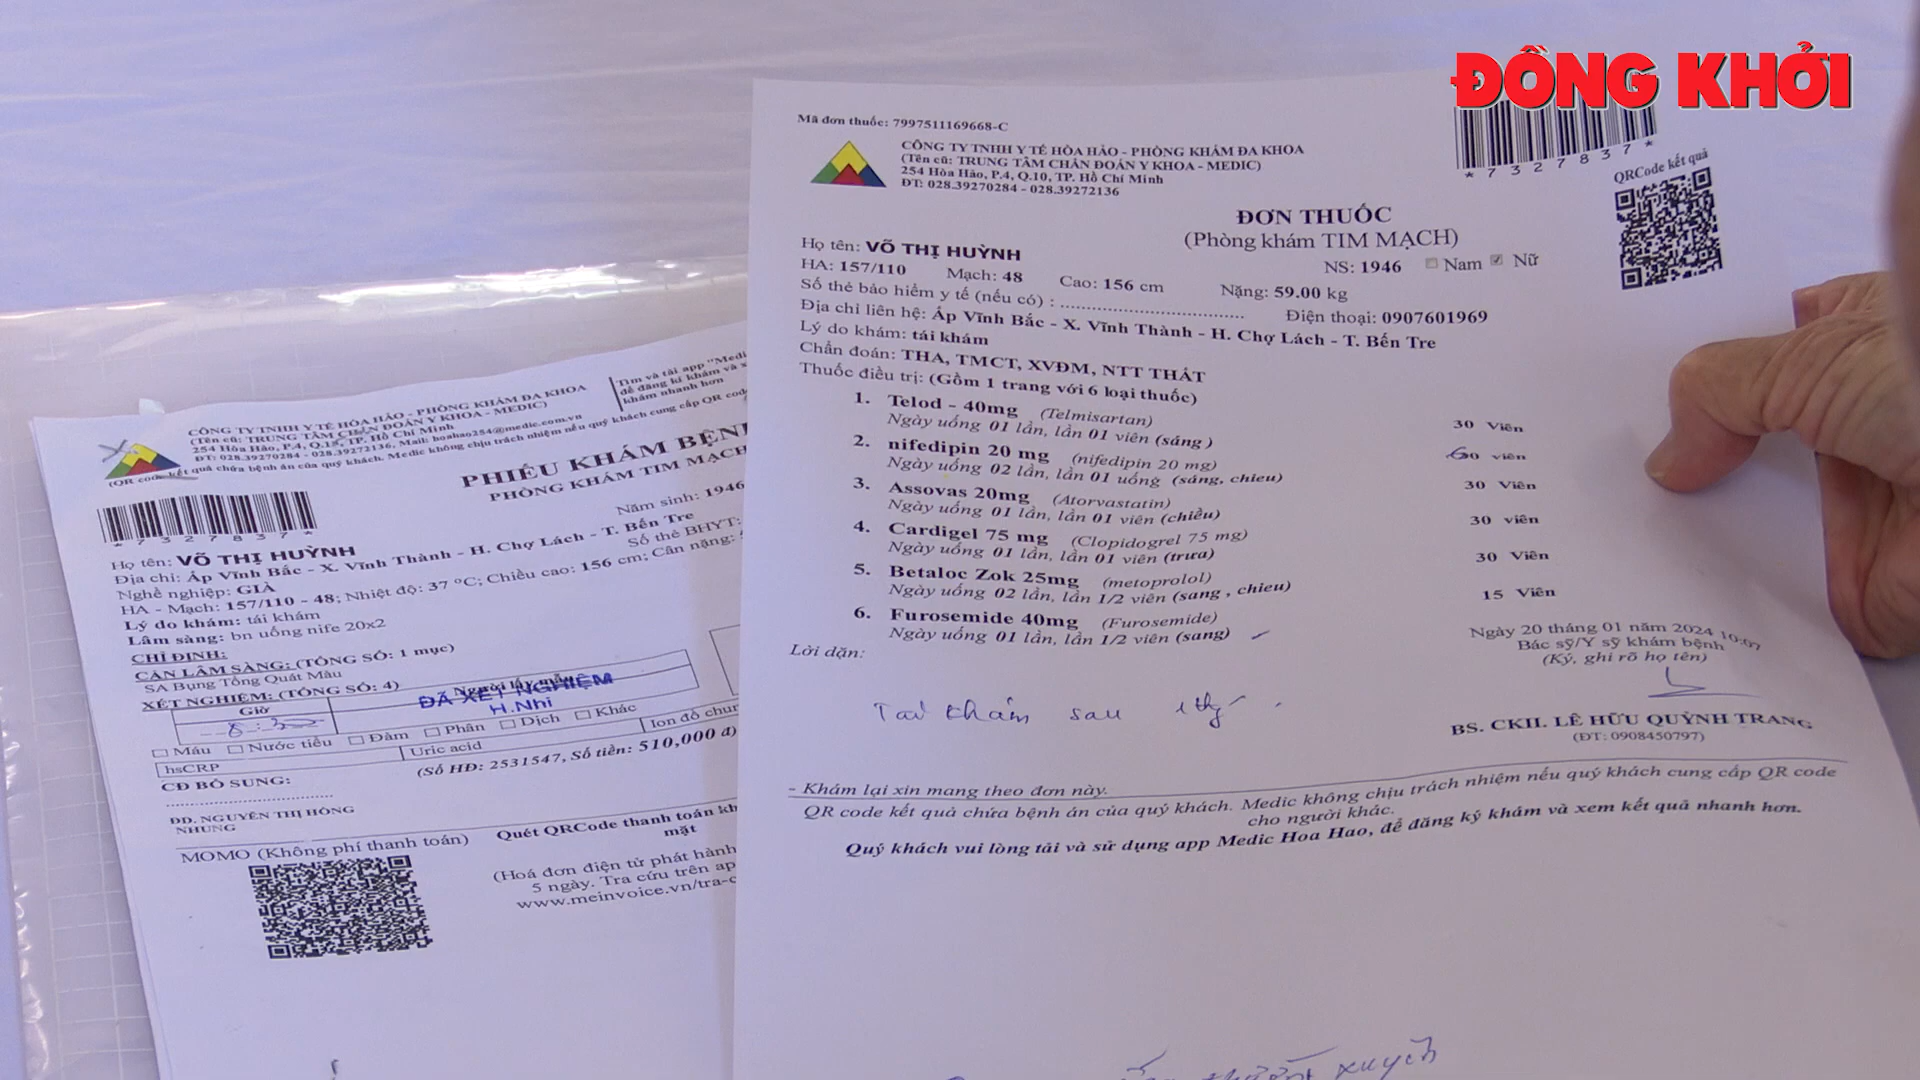 ĐỒNG KHỞI
Mã đơn thuốc: 7997511169668-C
CÔNG TY TNHH Y TẾ HÒA HẢO - PHÒNG KHÁM ĐA KHOA
(Tên cũ: TRUNG TÂM CHẨN ĐOÁN Y KHOA - MEDIC)
254 Hòa Hảo, P.4, Q.10, TP. Hồ Chí Minh
ĐT: 028.39270284 - 028.39272136
*7327837*
QRCode kết quả
ĐƠN THUỐC
(Phòng khám TIM MẠCH)
Họ tên: VÕ THỊ HUỲNH
NS: 1946 Nam Nữ
HA: 157/110 Mạch: 48 Cao: 156 cm Nặng: 59.00 kg
Số thẻ bảo hiểm y tế (nếu có) : Điện thoại: 0907601969
Địa chỉ liên hệ: Ấp Vĩnh Bắc - X. Vĩnh Thành - H. Chợ Lách - T. Bến Tre
Lý do khám: tái khám
Chẩn đoán: THA, TMCT, XVĐM, NTT THẤT
Thuốc điều trị: (Gồm 1 trang với 6 loại thuốc)
1. Telod - 40mg (Telmisartan) 30 Viên
Ngày uống 01 lần, lần 01 viên (sáng )
2. nifedipin 20 mg (nifedipin 20 mg) 60 viên
Ngày uống 02 lần, lần 01 uống (sáng, chieu)
3. Assovas 20mg (Atorvastatin) 30 Viên
Ngày uống 01 lần, lần 01 viên (chiều)
4. Cardigel 75 mg (Clopidogrel 75 mg) 30 viên
Ngày uống 01 lần, lần 01 viên (trưa)
5. Betaloc Zok 25mg (metoprolol) 30 Viên
Ngày uống 02 lần, lần 1/2 viên (sang , chieu)
6. Furosemide 40mg (Furosemide) 15 Viên
Ngày uống 01 lần, lần 1/2 viên (sang)
Lời dặn:
Ngày 20 tháng 01 năm 2024 10:07
Bác sỹ/Y sỹ khám bệnh
(Ký, ghi rõ họ tên)
Tái khám sau 1
BS. CKII. LÊ HỮU QUỲNH TRANG
(ĐT: 0908450797)
- Khám lại xin mang theo đơn này.
QR code kết quả chứa bệnh án của quý khách. Medic không chịu trách nhiệm nếu quý khách cung cấp QR code
cho người khác.
Quý khách vui lòng tải và sử dụng app Medic Hoa Hao, để đăng ký khám và xem kết quả nhanh hơn.
xuyên
CÔNG TY TNHH Y TẾ HÒA HẢO - PHÒNG KHÁM ĐA KHOA
(Tên cũ: TRUNG TÂM CHẨN ĐOÁN Y KHOA - MEDIC)
254 Hòa Hảo, P.4, Q.10, TP. Hồ Chí Minh
ĐT: 028.39270284 - 028.39272136, Mail: hoahao254@medic.com.vn
(QR code kết quả chứa bệnh án của quý khách. Medic không chịu trách nhiệm nếu quý khách cung cấp QR code
Tìm và tải app "Medi
để đăng kí khám và x
khám nhanh hơn
*7327837*
PHIẾU KHÁM BỆN
PHÒNG KHÁM TIM MẠCH
Năm sinh: 1946
Họ tên: VÕ THỊ HUỲNH
Địa chỉ: Ấp Vĩnh Bắc - X. Vĩnh Thành - H. Chợ Lách - T. Bến Tre
Nghề nghiệp: GIÀ Số thẻ BHYT:
HA - Mạch: 157/110 - 48; Nhiệt độ: 37 °C; Chiều cao: 156 cm; Cân nặng:
Lý do khám: tái khám
Lâm sàng: bn uống nife 20x2
CHỈ ĐỊNH:
CẬN LÂM SÀNG: (TỔNG SỐ: 1 mục)
SA Bụng Tổng Quát Màu
XÉT NGHIỆM: (TỔNG SỐ: 4)
Giờ Người lấy mẫu
ĐÃ XÉT NGHIỆM
H.Nhi
Máu Nước tiểu Đàm Phân Dịch Khác
hsCRP Uric acid Ion đồ
(Số HĐ: 2531547, Số tiền: 510,000 đ)
CĐ BỔ SUNG:
ĐD. NGUYỄN THỊ HỒNG
NHUNG
MOMO (Không phí thanh toán)
Quét QRCode thanh toán kh
mặt
(Hoá đơn điện tử phát hành
5 ngày. Tra cứu trên ap
www.meinvoice.vn/tra-c